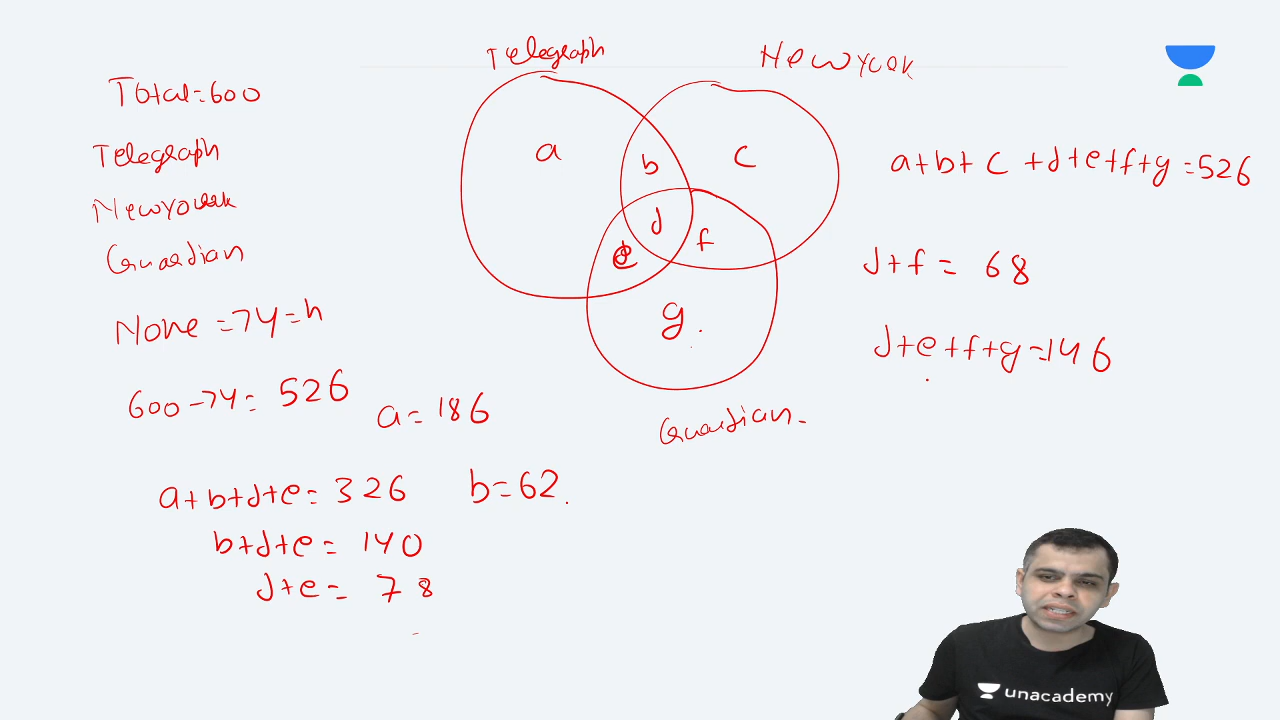 Total=600
Telegraph
Newyork
Guardian
None =74=h
600-74= 526
a=186
a+b+d+e= 326
b=62.
b+d+e= 140
d+e= 78
Telegraph
Newyork
a
b
c
d
e
f
g.
Guardian-
a+b+c+d+e+f+g=526
d+f= 68
d+e+f+g=146
unacademy